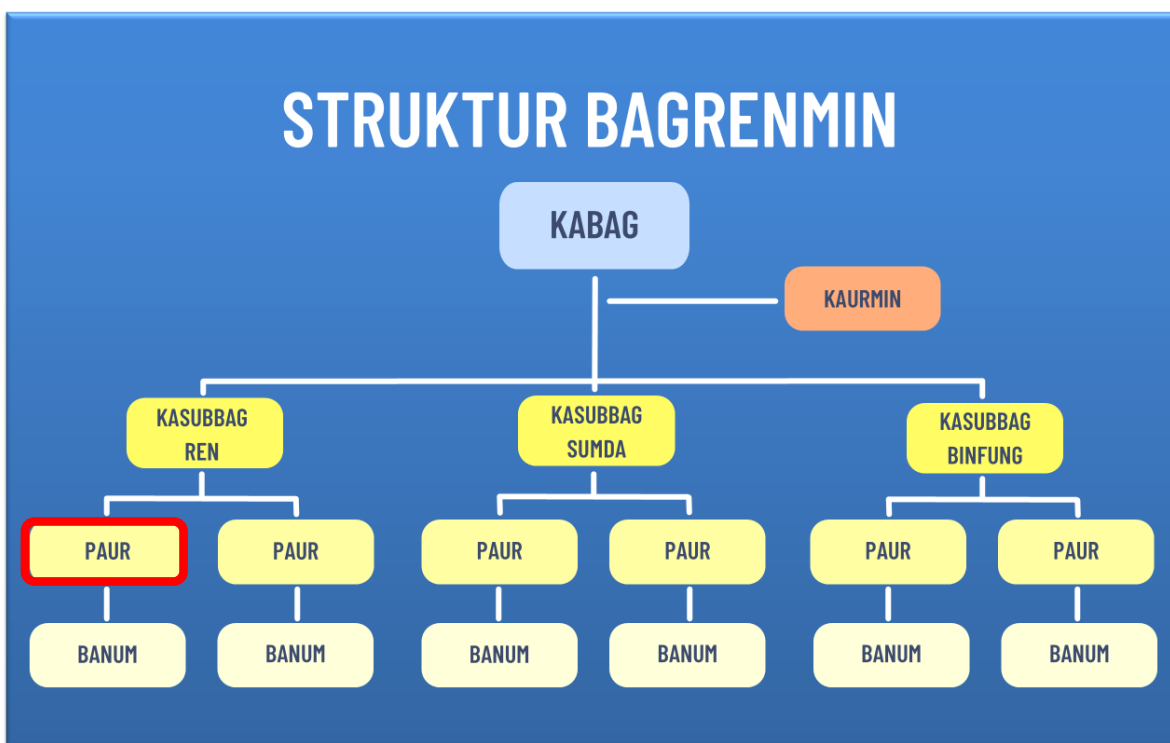 STRUKTUR BAGRENMIN
KABAG
KAURMIN
KASUBBAG
REN
KASUBBAG
SUMDA
KASUBBAG
BINFUNG
PAUR
PAUR
PAUR
PAUR
PAUR
PAUR
BANUM
BANUM
BANUM
BANUM
BANUM
BANUM